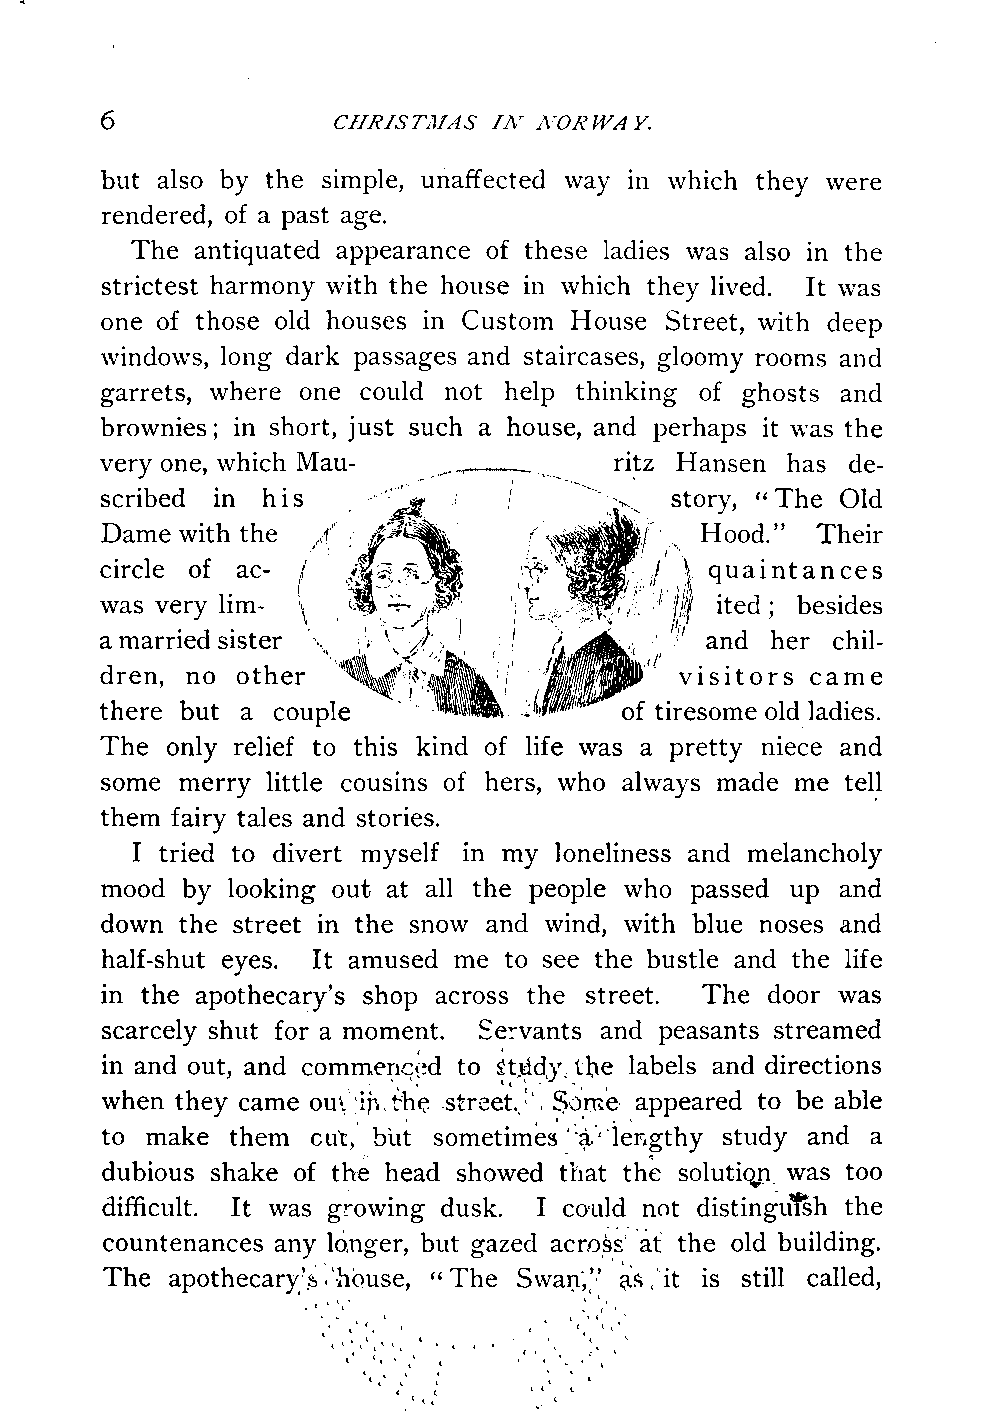 6 CHRISTMAS IN NORWAY.
but also by the simple, unaffected way in which they were
rendered, of a past age.
The antiquated appearance of these ladies was also in the
strictest harmony with the house in which they lived. It was
one of those old houses in Custom House Street, with deep
windows, long dark passages and staircases, gloomy rooms and
garrets, where one could not help thinking of ghosts and
brownies; in short, just such a house, and perhaps it was the
very one, which Mau- ritz Hansen has de-
scribed in his story, “The Old
Dame with the Hood.” Their
circle of ac- quaintances
was very lim- ited; besides
a married sister and her chil-
dren, no other visitors came
there but a couple of tiresome old ladies.
The only relief to this kind of life was a pretty niece and
some merry little cousins of hers, who always made me tell
them fairy tales and stories.
I tried to divert myself in my loneliness and melancholy
mood by looking out at all the people who passed up and
down the street in the snow and wind, with blue noses and
half-shut eyes. It amused me to see the bustle and the life
in the apothecary's shop across the street. The door was
scarcely shut for a moment. Servants and peasants streamed
in and out, and commenced to study the labels and directions
when they came out in the street. Some appeared to be able
to make them out, but sometimes a lengthy study and a
dubious shake of the head showed that the solution was too
difficult. It was growing dusk. I could not distinguish the
countenances any longer, but gazed across at the old building.
The apothecary's house, “The Swan,” as it is still called,